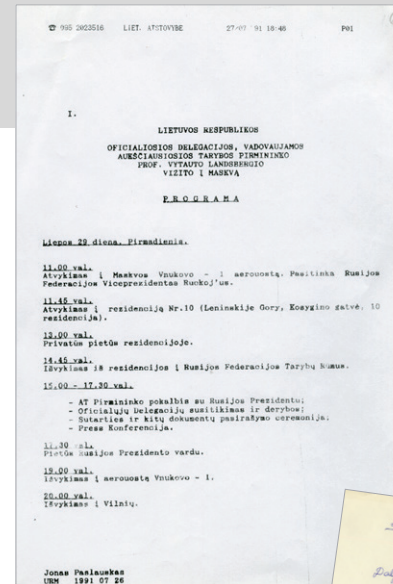 ☎ 095 2023516 LIET. ATSTOVYBE 27/07 '91 18:48 P01
I.
LIETUVOS RESPUBLIKOS
OFICIALIOSIOS DELEGACIJOS, VADOVAUJAMOS
AUKŠČIAUSIOSIOS TARYBOS PIRMININKO
PROF. VYTAUTO LANDSBERGIO
VIZITO Į MASKVĄ
PROGRAMA
Liepos 29 diena. Pirmadienis.
11.00 val.
Atvykimas į Maskvos Vnukovo - 1 aerouostą. Pasitinka Rusijos
Federacijos Viceprezidentas Ruckoj'us.
11.45 val.
Atvykimas į rezidenciją Nr.10 (Leninskije Gory, Kosygino gatvė, 10
rezidencija).
13.00 val.
Privatūs pietūs rezidencijoje.
14.45 val.
Išvykimas iš rezidencijos į Rusijos Federacijos Tarybų Rumus.
15.00 - 17.30 val.
- AT Pirmininko pokalbis su Rusijos Prezidentu;
- Oficialųjų Delegacijų susitikimas ir derybos;
- Sutarties ir kitų dokumentų pasirašymo ceremonija;
- Press Konferencija.
17.30 val.
Pietūs Rusijos Prezidento vardu.
19.00 val.
Išvykimas į aerouostą Vnukovo - 1.
20.00 val.
Išvykimas į Vilnių.
Jonas Paslauskas
URM 1991 07 26